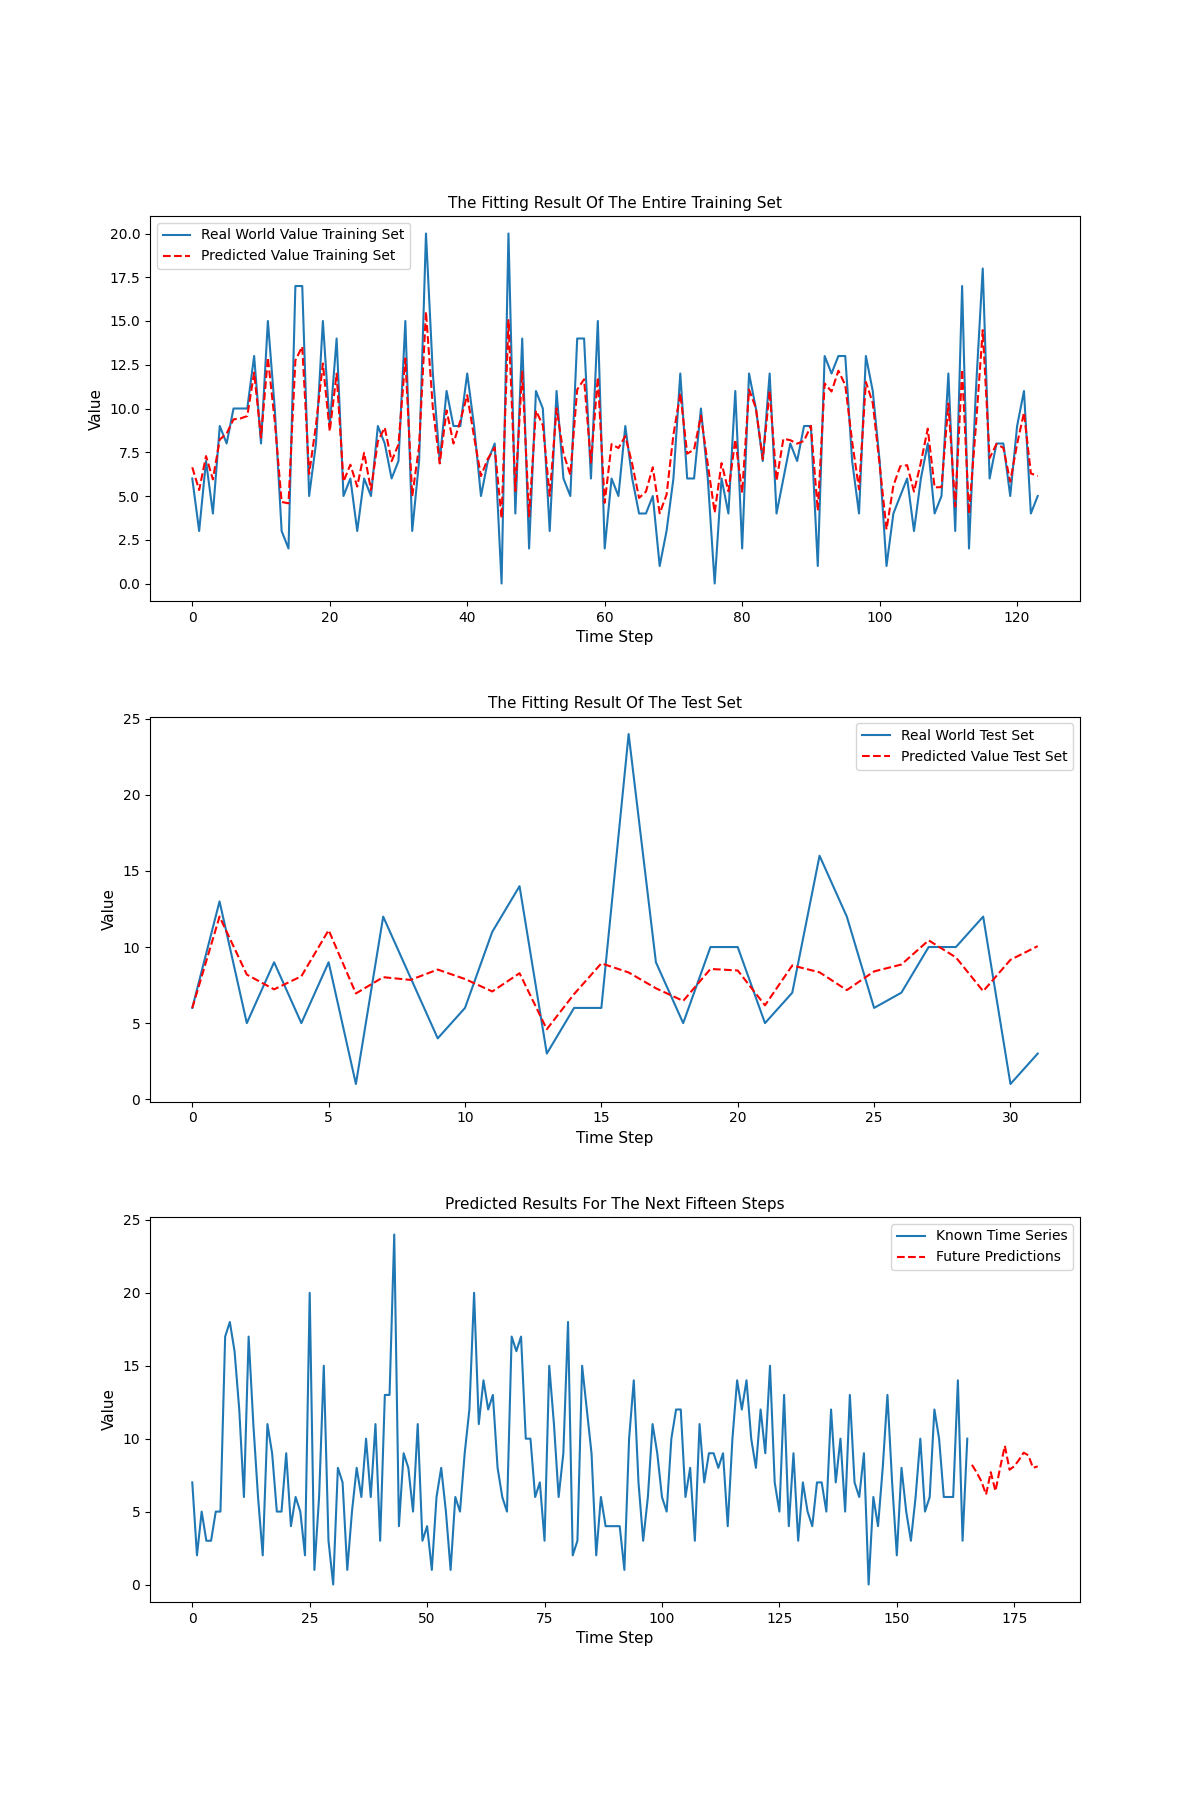 The Fitting Result Of The Entire Training Set
Real World Value Training Set
Predicted Value Training Set
20.0
17.5
15.0
12.5
10.0
7.5
5.0
2.5
0.0
Value
0 20 40 60 80 100 120
Time Step
The Fitting Result Of The Test Set
Real World Test Set
Predicted Value Test Set
25
20
15
10
5
0
Value
0 5 10 15 20 25 30
Time Step
Predicted Results For The Next Fifteen Steps
Known Time Series
Future Predictions
25
20
15
10
5
0
Value
0 25 50 75 100 125 150 175
Time Step